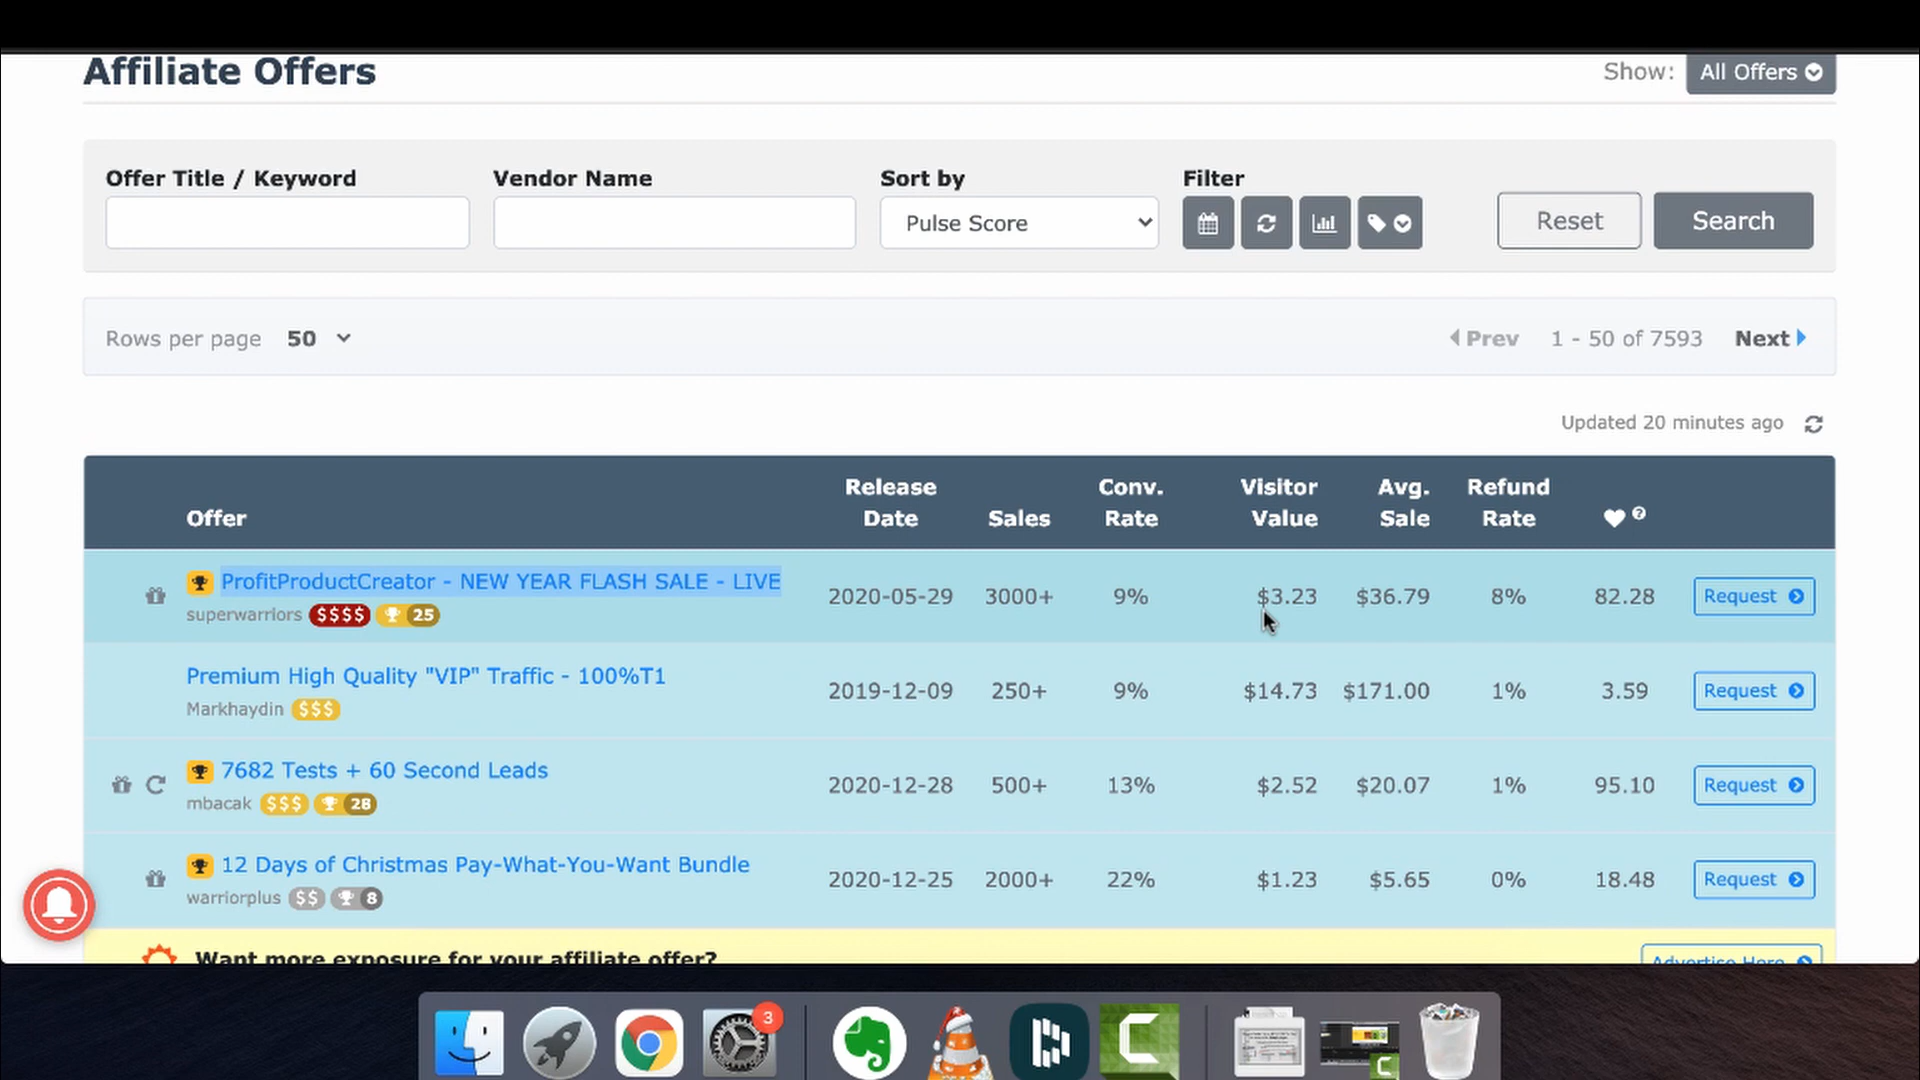 Affiliate Offers
Show: All Offers
Offer Title / Keyword
Vendor Name
Sort by
Filter
Pulse Score
Reset
Search
Rows per page 50
Prev 1 - 50 of 7593 Next
Updated 20 minutes ago
Offer
Release Date
Sales
Conv. Rate
Visitor Value
Avg. Sale
Refund Rate
?
ProfitProductCreator - NEW YEAR FLASH SALE - LIVE
superwarriors $$$$ 25
2020-05-29 3000+ 9% $3.23 $36.79 8% 82.28 Request
Premium High Quality "VIP" Traffic - 100%T1
Markhaydin $$$
2019-12-09 250+ 9% $14.73 $171.00 1% 3.59 Request
7682 Tests + 60 Second Leads
mbacak $$$ 28
2020-12-28 500+ 13% $2.52 $20.07 1% 95.10 Request
12 Days of Christmas Pay-What-You-Want Bundle
warriorplus $$ 8
2020-12-25 2000+ 22% $1.23 $5.65 0% 18.48 Request
Want more exposure for your affiliate offer?
Advertise Here
3